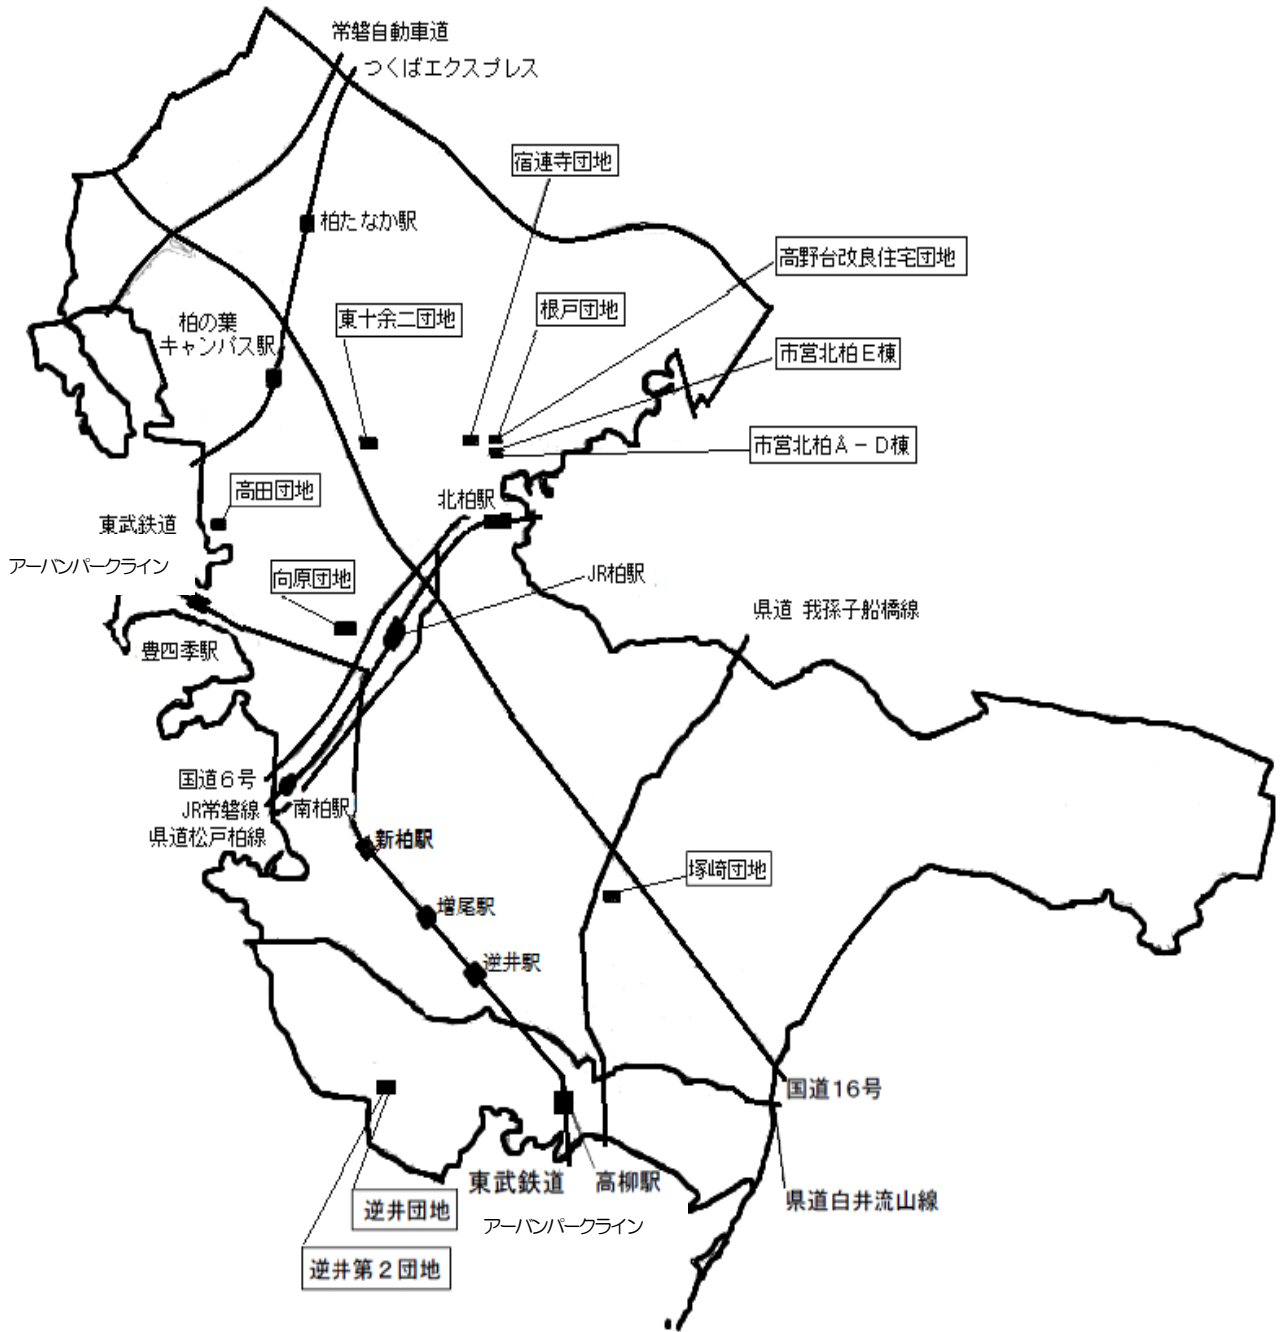 常磐自動車道
つくばエクスプレス
宿連寺団地
柏たなか駅
高野台改良住宅団地
根戸団地
東十余二団地
柏の葉
キャンパス駅
市営北柏E棟
市営北柏A－D棟
高田団地
北柏駅
東武鉄道
アーバンパークライン
向原団地
JR柏駅
県道 我孫子船橋線
豊四季駅
国道6号
JR常磐線
南柏駅
県道松戸柏線
新柏駅
塚崎団地
増尾駅
逆井駅
国道16号
東武鉄道
高柳駅
アーバンパークライン
県道白井流山線
逆井団地
逆井第2団地